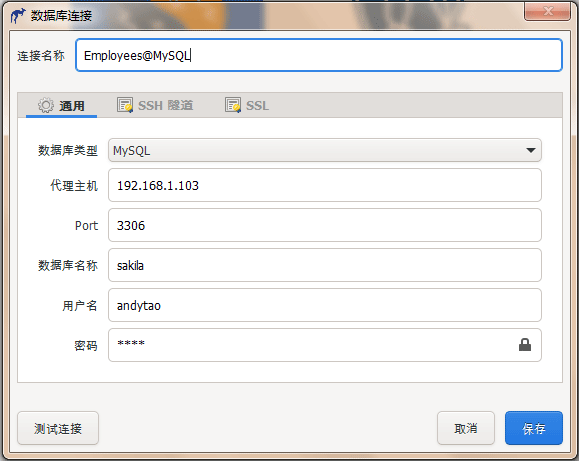 数据库连接
连接名称 Employees@MySQL
通用 SSH 隧道 SSL
数据库类型 MySQL
代理主机 192.168.1.103
Port 3306
数据库名称 sakila
用户名 andytao
密码 ****
测试连接 取消 保存